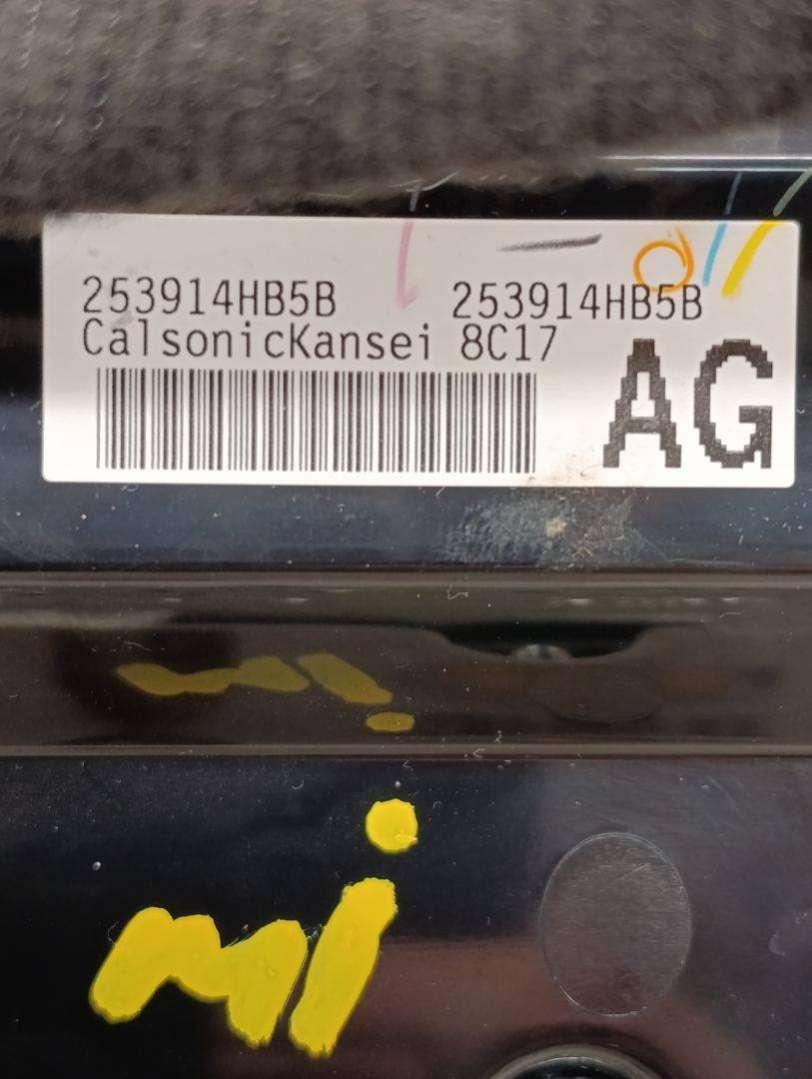 253914HB5B 253914HB5B
CalsonicKansei 8C17
AG
mi